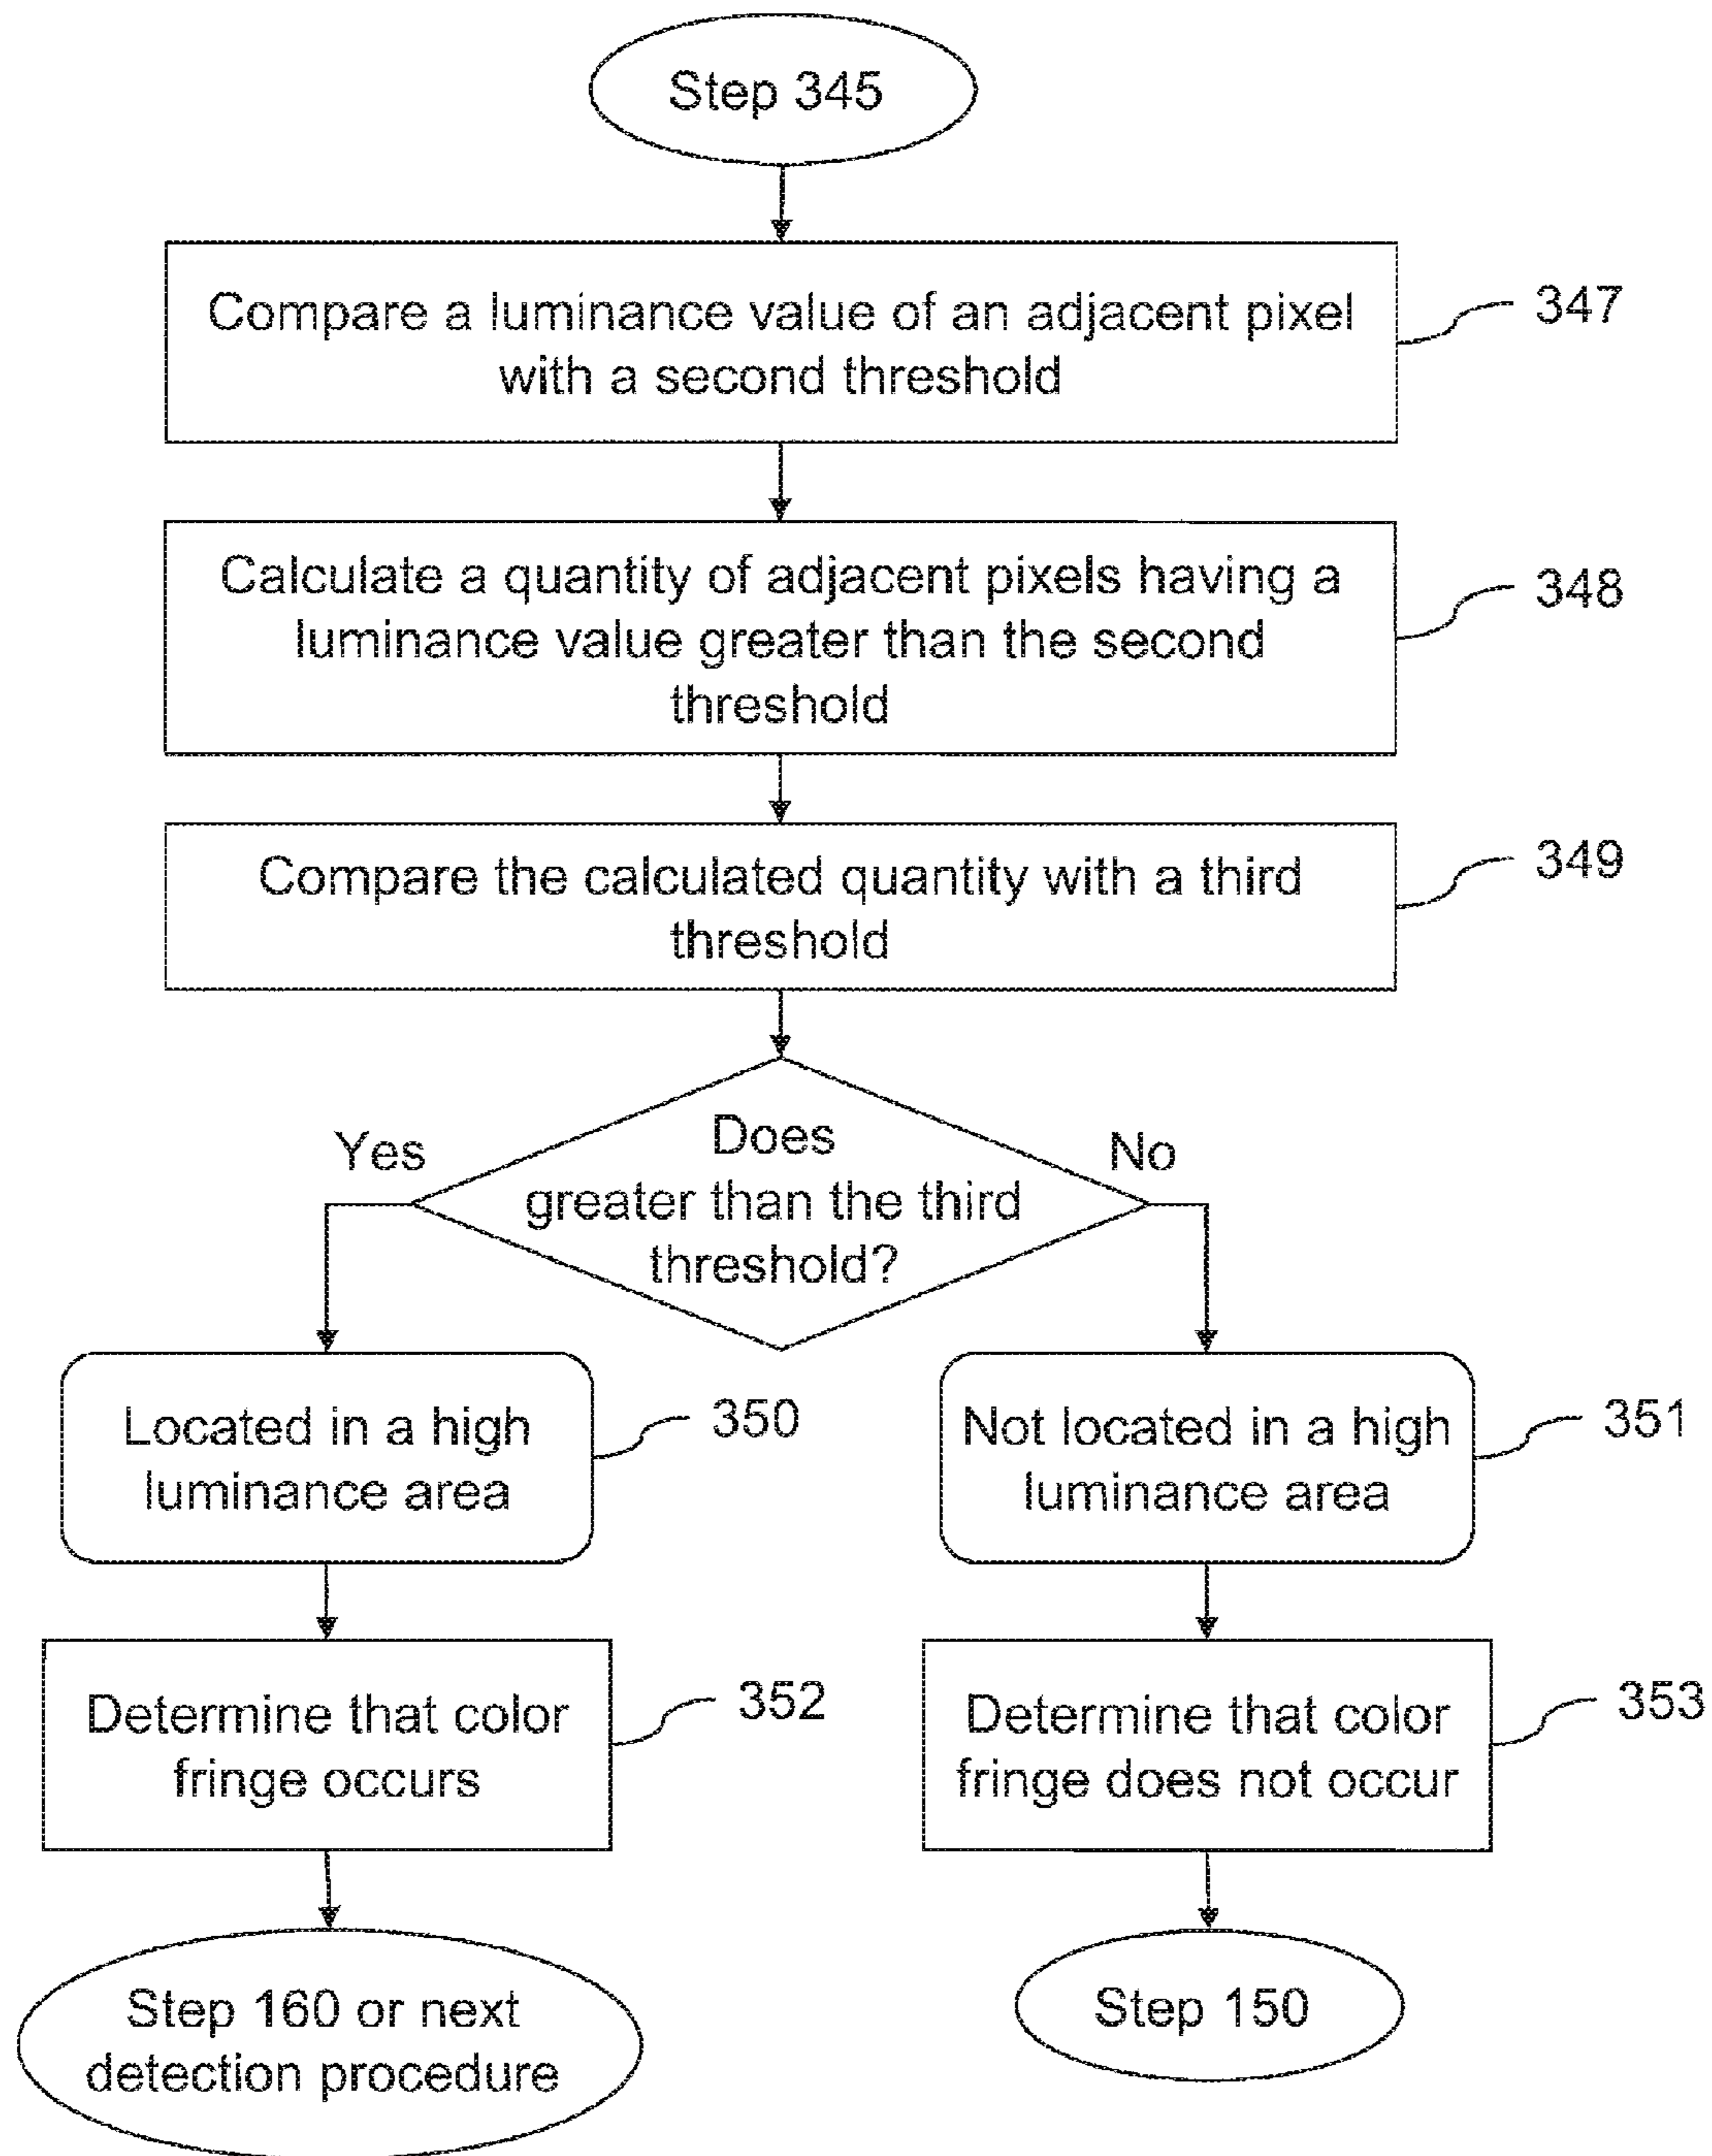 Step 345
Compare a luminance value of an adjacent pixel
with a second threshold
347
Calculate a quantity of adjacent pixels having a
luminance value greater than the second
threshold
348
Compare the calculated quantity with a third
threshold
349
Does
greater than the third
threshold?
Yes
No
Located in a high
luminance area
350
Not located in a high
luminance area
351
Determine that color
fringe occurs
352
Determine that color
fringe does not occur
353
Step 160 or next
detection procedure
Step 150